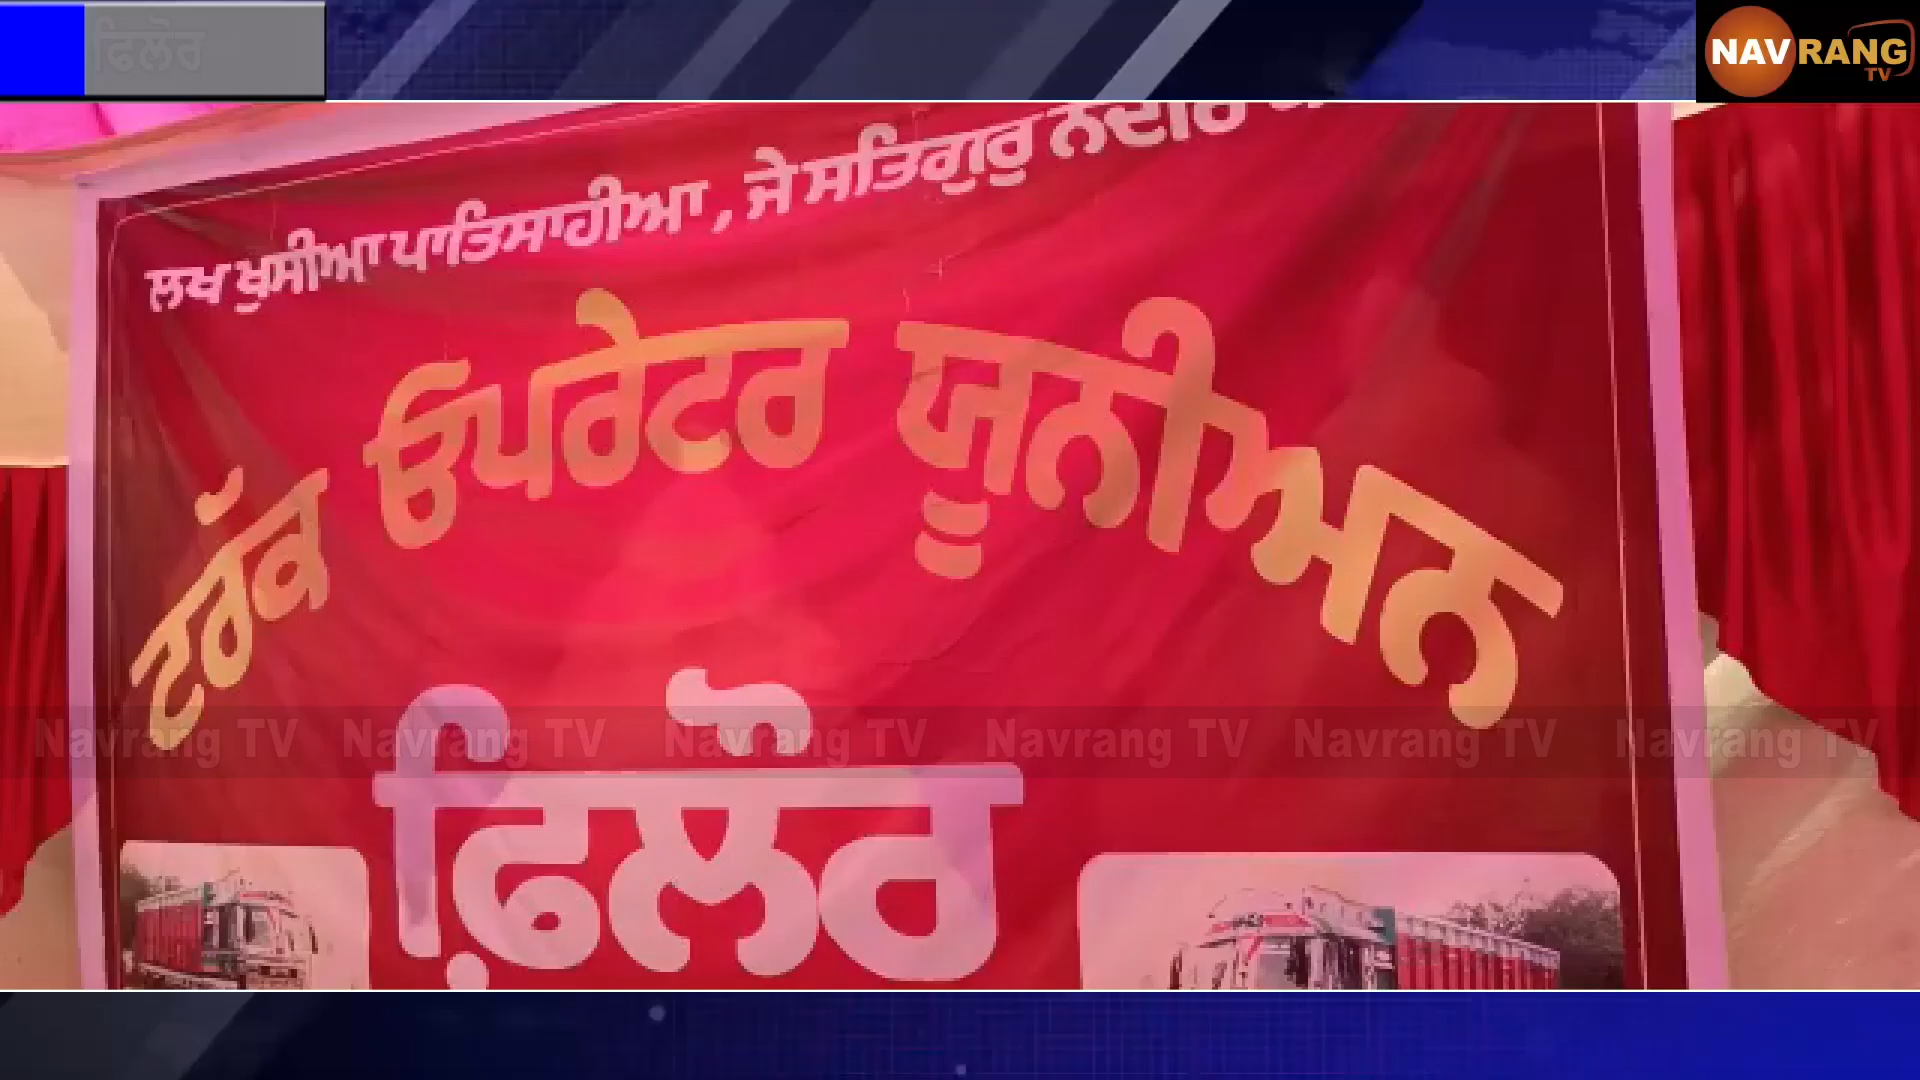 ਫਿਲੌਰ
NAVRANG
TV
ਲਖ ਖੁਸੀਆ ਪਾਤਿਸਾਹੀਆ, ਜੇ ਸਤਿਗੁਰੁ ਨਦਰਿ
ਟਰੱਕ ਓਪਰੇਟਰ ਯੂਨੀਅਨ
Navrang TV Navrang TV Navrang TV Navrang TV Navrang TV Navrang TV
ਫ਼ਿਲੌਰ